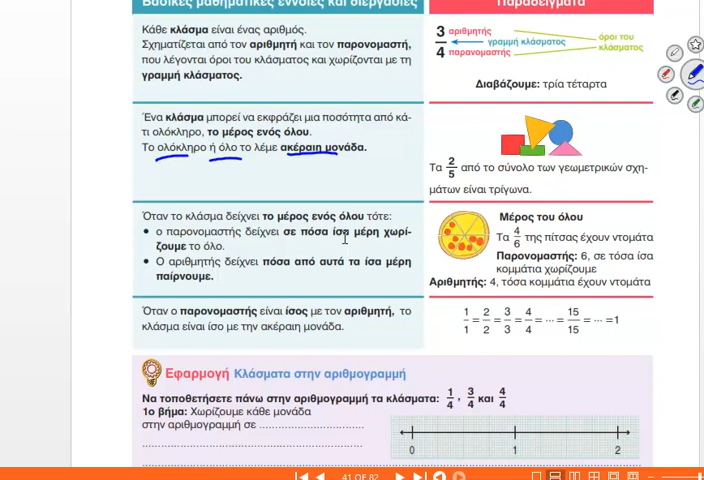 Βασικές μαθηματικές έννοιες και διεργασίες
Παραδείγματα
Κάθε κλάσμα είναι ένας αριθμός.
Σχηματίζεται από τον αριθμητή και τον παρονομαστή,
που λέγονται όροι του κλάσματος και χωρίζονται με τη
γραμμή κλάσματος.
3 αριθμητής
γραμμή κλάσματος
4 παρανομαστής
όροι του
κλάσματος
Διαβάζουμε: τρία τέταρτα
Ένα κλάσμα μπορεί να εκφράζει μια ποσότητα από κά-
τι ολόκληρο, το μέρος ενός όλου.
Το ολόκληρο ή όλο το λέμε ακέραιη μονάδα.
Τα 2/5 από το σύνολο των γεωμετρικών σχη-
μάτων είναι τρίγωνα.
Όταν το κλάσμα δείχνει το μέρος ενός όλου τότε:
• ο παρονομαστής δείχνει σε πόσα ίσα μέρη χωρί-
ζουμε το όλο.
• Ο αριθμητής δείχνει πόσα από αυτά τα ίσα μέρη
παίρνουμε.
Μέρος του όλου
Τα 4/6 της πίτσας έχουν ντομάτα
Παρονομαστής: 6, σε τόσα ίσα
κομμάτια χωρίζουμε
Αριθμητής: 4, τόσα κομμάτια έχουν ντομάτα
Όταν ο παρονομαστής είναι ίσος με τον αριθμητή, το
κλάσμα είναι ίσο με την ακέραιη μονάδα.
1/1 = 2/2 = 3/3 = 4/4 = ... = 15/15 = ... = 1
Εφαρμογή Κλάσματα στην αριθμογραμμή
Να τοποθετήσετε πάνω στην αριθμογραμμή τα κλάσματα: 1/4 , 3/4 και 4/4
1ο βήμα: Χωρίζουμε κάθε μονάδα
στην αριθμογραμμή σε ................................
0 1 2
41 OF 82